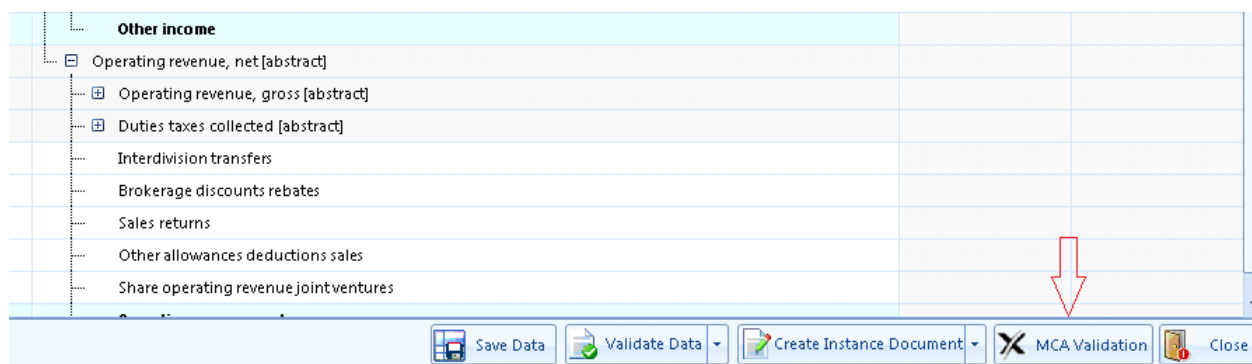 Other income
Operating revenue, net [abstract]
Operating revenue, gross [abstract]
Duties taxes collected [abstract]
Interdivision transfers
Brokerage discounts rebates
Sales returns
Other allowances deductions sales
Share operating revenue joint ventures
Save Data Validate Data Create Instance Document MCA Validation Close